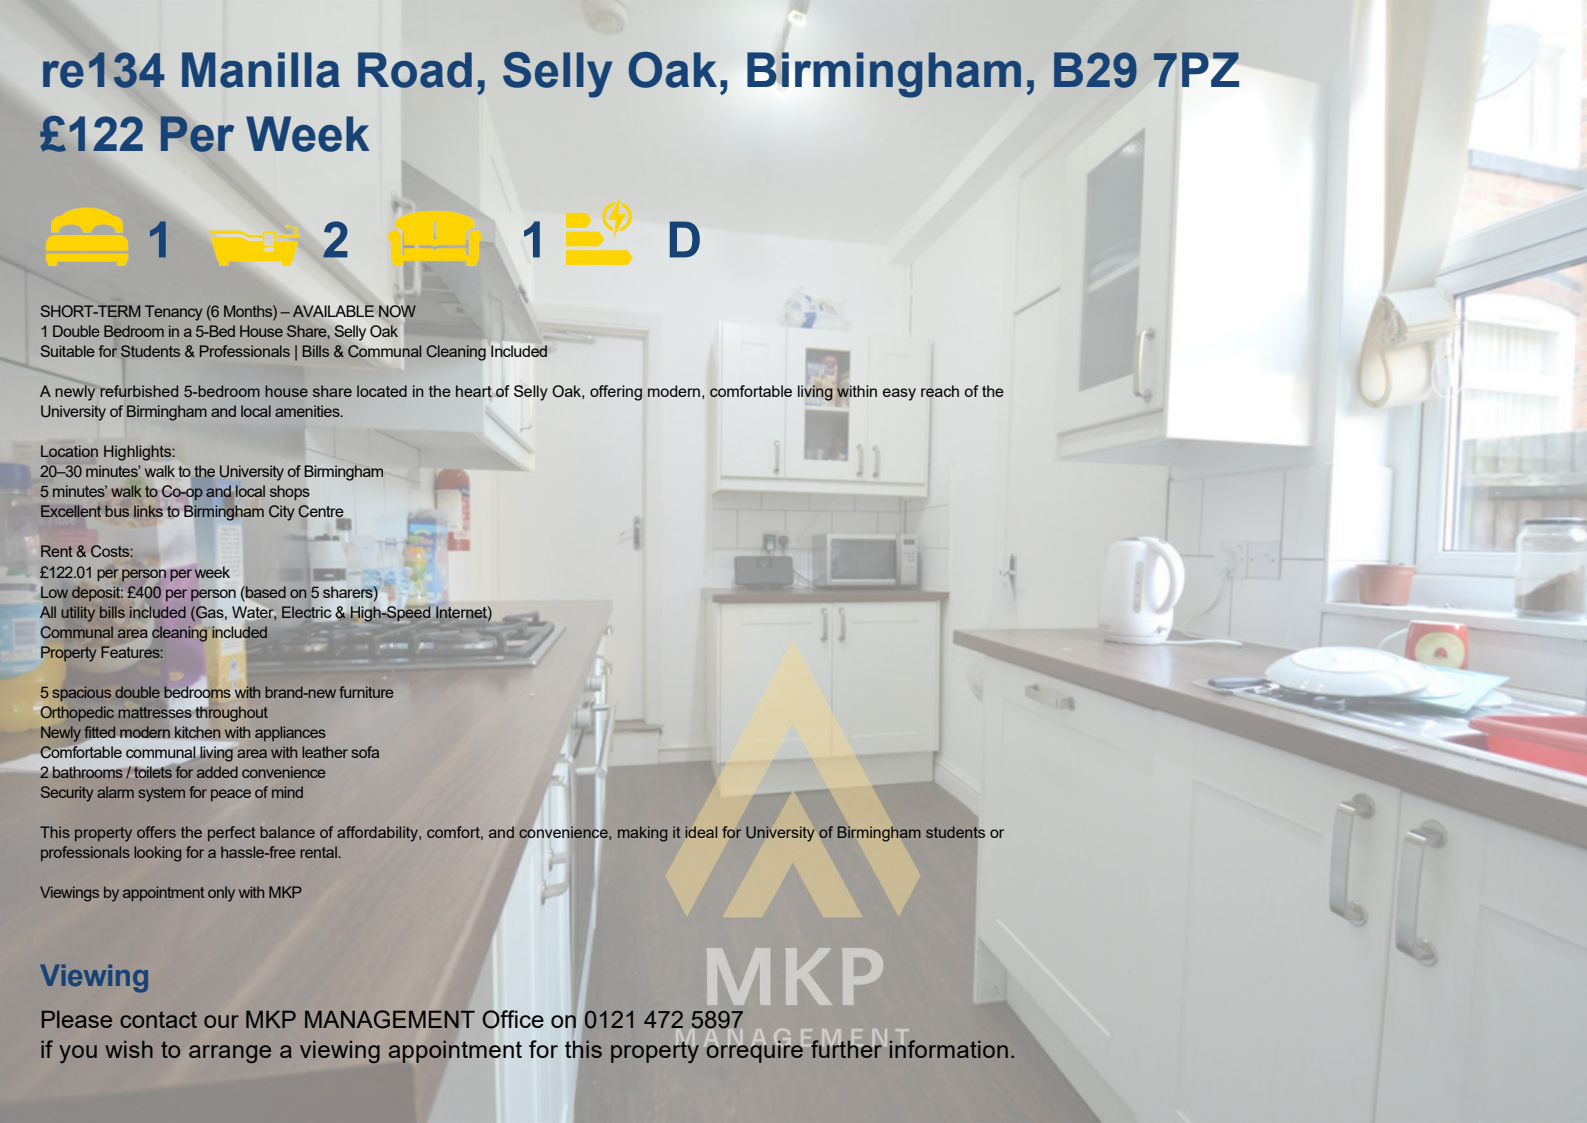 re134 Manilla Road, Selly Oak, Birmingham, B29 7PZ
£122 Per Week
1 2 1 D
SHORT-TERM Tenancy (6 Months) – AVAILABLE NOW
1 Double Bedroom in a 5-Bed House Share, Selly Oak
Suitable for Students & Professionals | Bills & Communal Cleaning Included
A newly refurbished 5-bedroom house share located in the heart of Selly Oak, offering modern, comfortable living within easy reach of the
University of Birmingham and local amenities.
Location Highlights:
20–30 minutes’ walk to the University of Birmingham
5 minutes’ walk to Co-op and local shops
Excellent bus links to Birmingham City Centre
Rent & Costs:
£122.01 per person per week
Low deposit: £400 per person (based on 5 sharers)
All utility bills included (Gas, Water, Electric & High-Speed Internet)
Communal area cleaning included
Property Features:
5 spacious double bedrooms with brand-new furniture
Orthopedic mattresses throughout
Newly fitted modern kitchen with appliances
Comfortable communal living area with leather sofa
2 bathrooms / toilets for added convenience
Security alarm system for peace of mind
This property offers the perfect balance of affordability, comfort, and convenience, making it ideal for University of Birmingham students or
professionals looking for a hassle-free rental.
Viewings by appointment only with MKP
Viewing
MKP
Please contact our MKP MANAGEMENT Office on 0121 472 5897
MANAGEMENT
if you wish to arrange a viewing appointment for this property orrequire further information.